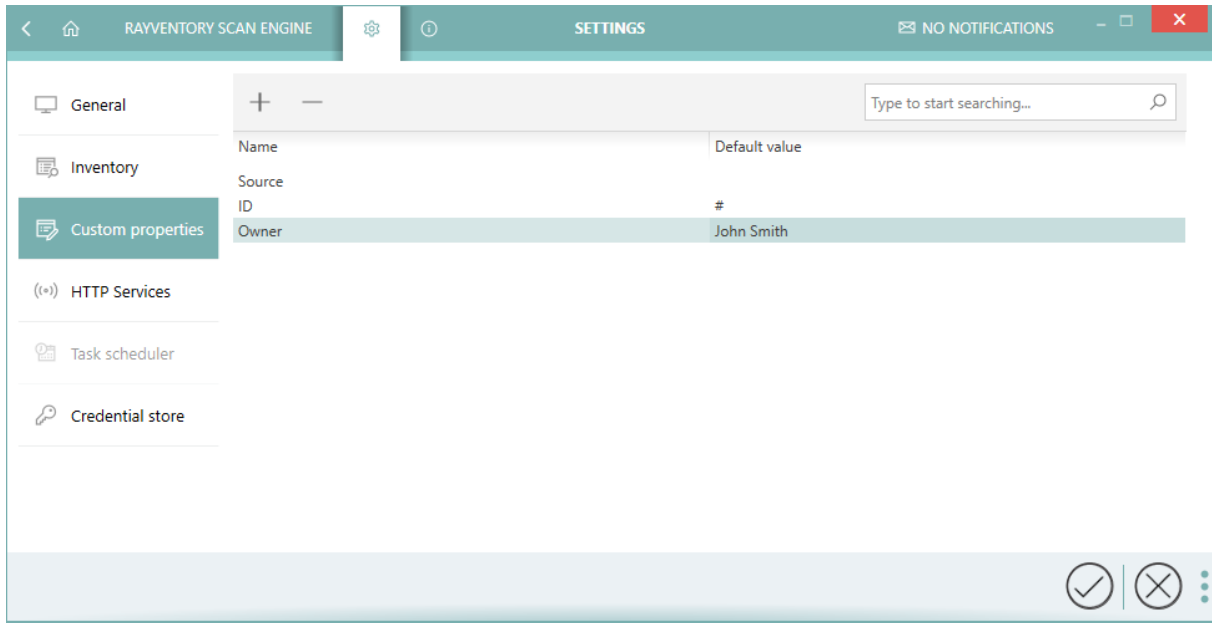 RAYVENTORY SCAN ENGINE SETTINGS NO NOTIFICATIONS
General
Type to start searching...
Name Default value
Inventory
Source
ID #
Custom properties
Owner John Smith
HTTP Services
Task scheduler
Credential store